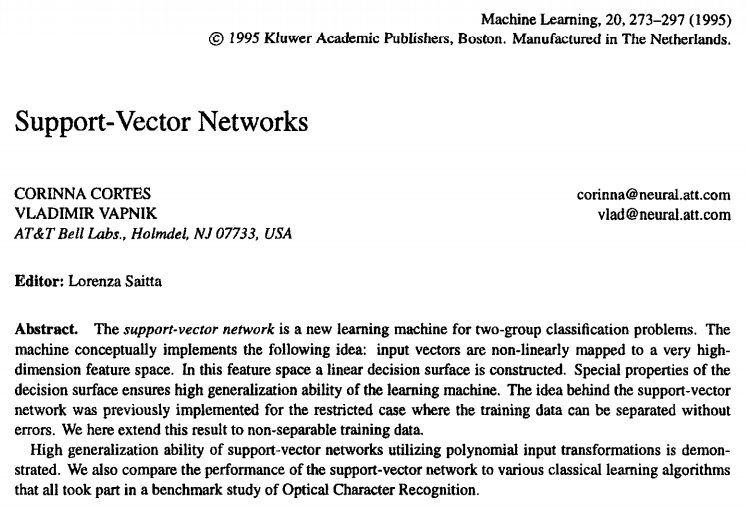 Machine Learning, 20, 273–297 (1995)
© 1995 Kluwer Academic Publishers, Boston. Manufactured in The Netherlands.
Support-Vector Networks
CORINNA CORTES corinna@neural.att.com
VLADIMIR VAPNIK vlad@neural.att.com
AT&T Bell Labs., Holmdel, NJ 07733, USA
Editor: Lorenza Saitta
Abstract. The support-vector network is a new learning machine for two-group classification problems. The
machine conceptually implements the following idea: input vectors are non-linearly mapped to a very high-
dimension feature space. In this feature space a linear decision surface is constructed. Special properties of the
decision surface ensures high generalization ability of the learning machine. The idea behind the support-vector
network was previously implemented for the restricted case where the training data can be separated without
errors. We here extend this result to non-separable training data.
High generalization ability of support-vector networks utilizing polynomial input transformations is demon-
strated. We also compare the performance of the support-vector network to various classical learning algorithms
that all took part in a benchmark study of Optical Character Recognition.